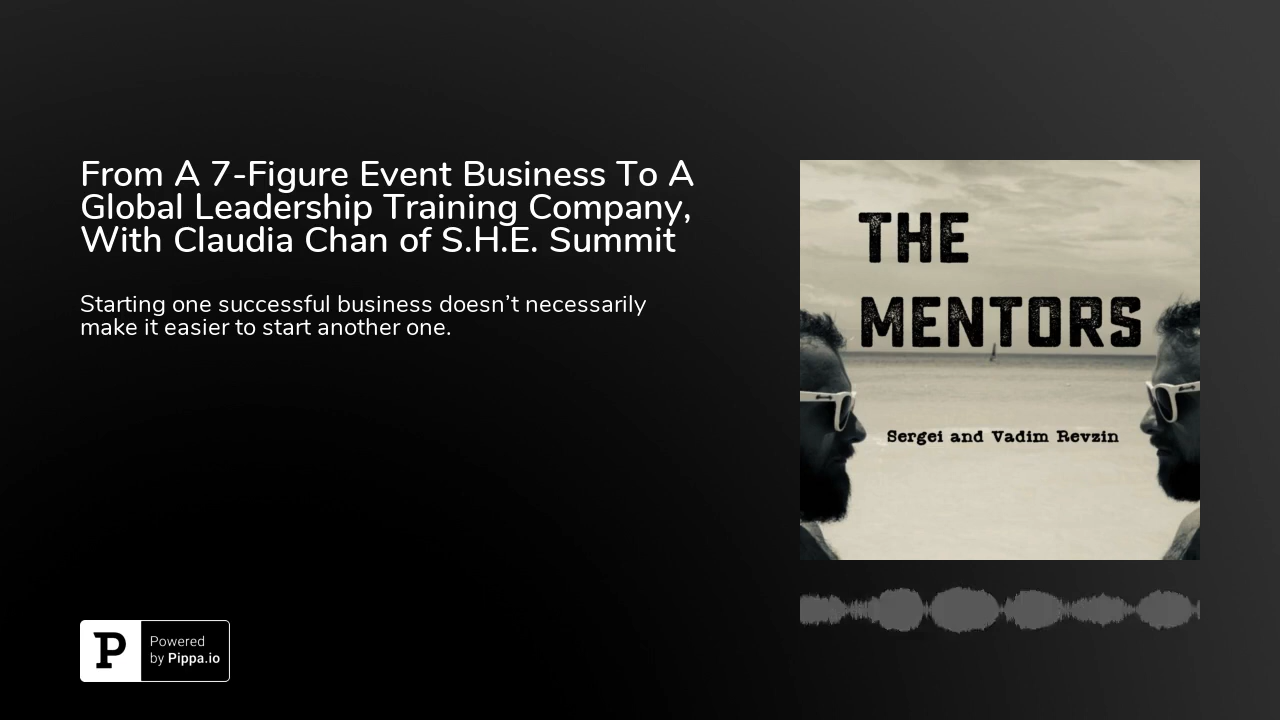 From A 7-Figure Event Business To A
Global Leadership Training Company,
With Claudia Chan of S.H.E. Summit
Starting one successful business doesn’t necessarily
make it easier to start another one.
THE
MENTORS
Sergei and Vadim Revzin
P
Powered
by Pippa.io